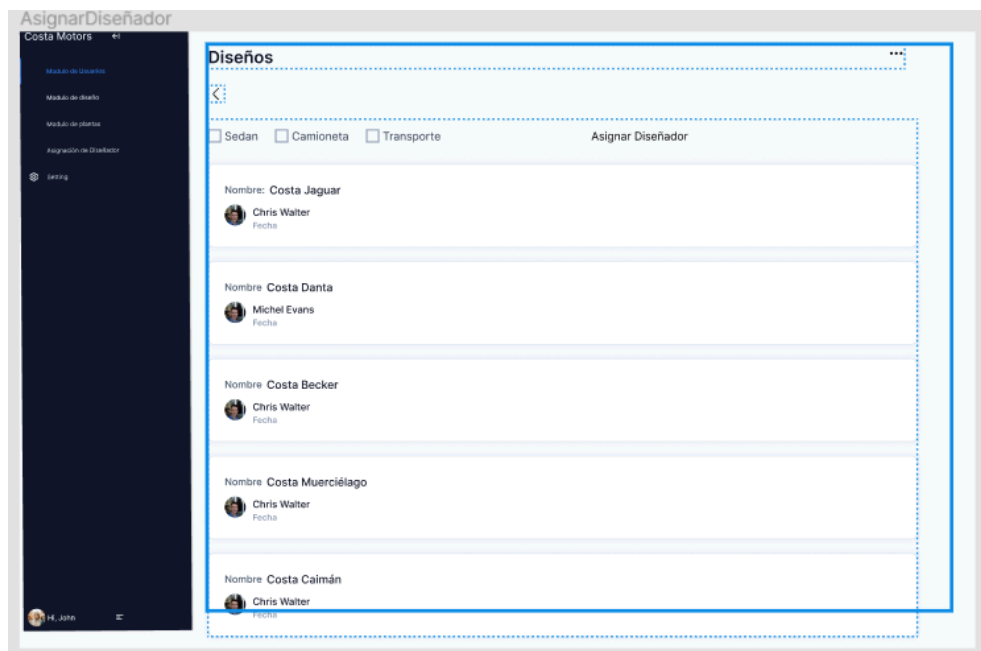 AsignarDiseñador
Costa Motors
Modulo de Usuarios
Modulo de diseño
Modulo de plantas
Asignación de Diseñador
Setting
Hi, John
Diseños
Sedan Camioneta Transporte Asignar Diseñador
Nombre: Costa Jaguar
Chris Walter
Fecha
Nombre Costa Danta
Michel Evans
Fecha
Nombre Costa Becker
Chris Walter
Fecha
Nombre Costa Muerciélago
Chris Walter
Fecha
Nombre Costa Caimán
Chris Walter
Fecha